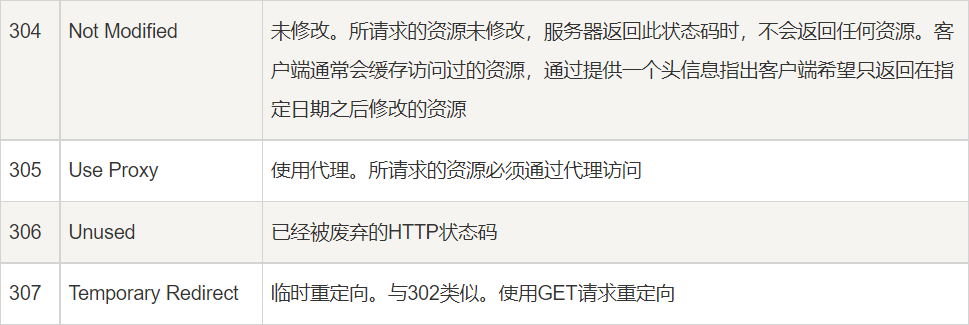 304 Not Modified 未修改。所请求的资源未修改，服务器返回此状态码时，不会返回任何资源。客
户端通常会缓存访问过的资源，通过提供一个头信息指出客户端希望只返回在指
定日期之后修改的资源
305 Use Proxy 使用代理。所请求的资源必须通过代理访问
306 Unused 已经被废弃的HTTP状态码
307 Temporary Redirect 临时重定向。与302类似。使用GET请求重定向